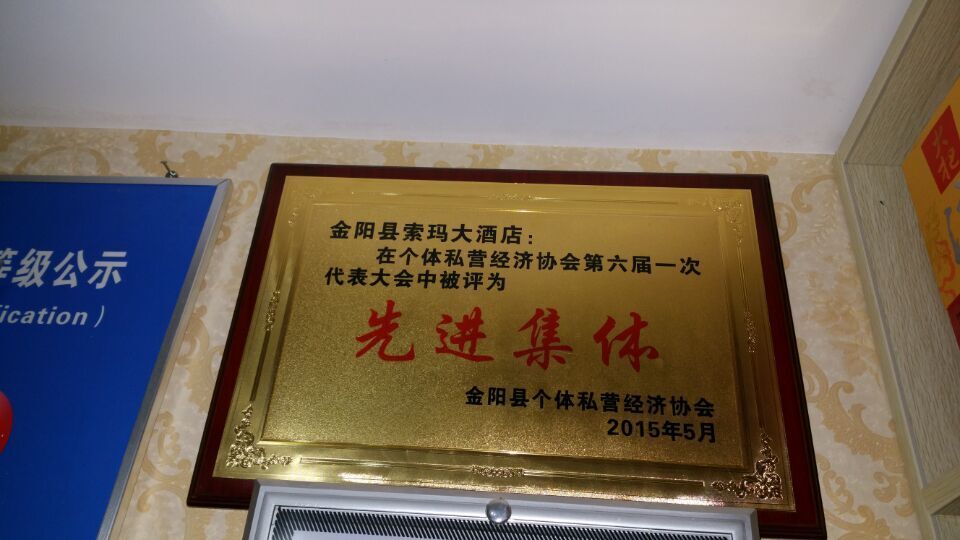 金阳县索玛大酒店：
在个体私营经济协会第六届一次
代表大会中被评为
先进集体
金阳县个体私营经济协会
2015年5月
等级公示
ication）